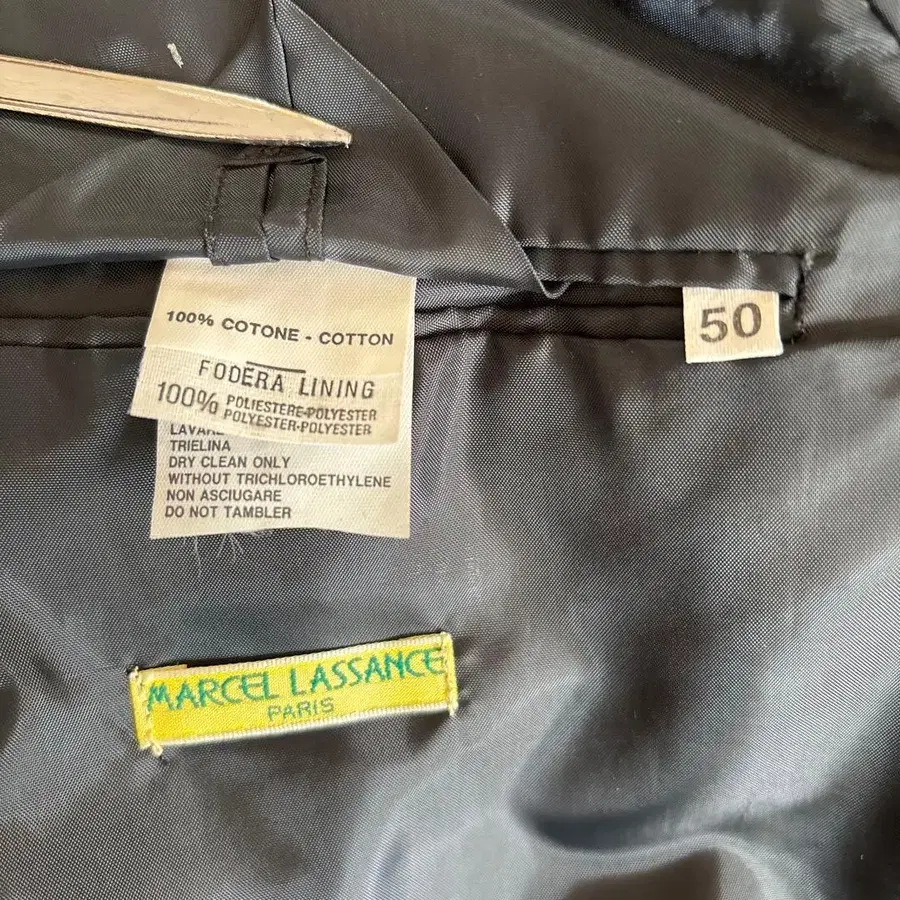 100% COTONE - COTTON
FODERA LINING
100% POLIESTERE-POLYESTER
POLYESTER-POLYESTER
TRIELINA
DRY CLEAN ONLY
WITHOUT TRICHLOROETHYLENE
NON ASCIUGARE
DO NOT TAMBLER
50
MARCEL LASSANCE
PARIS